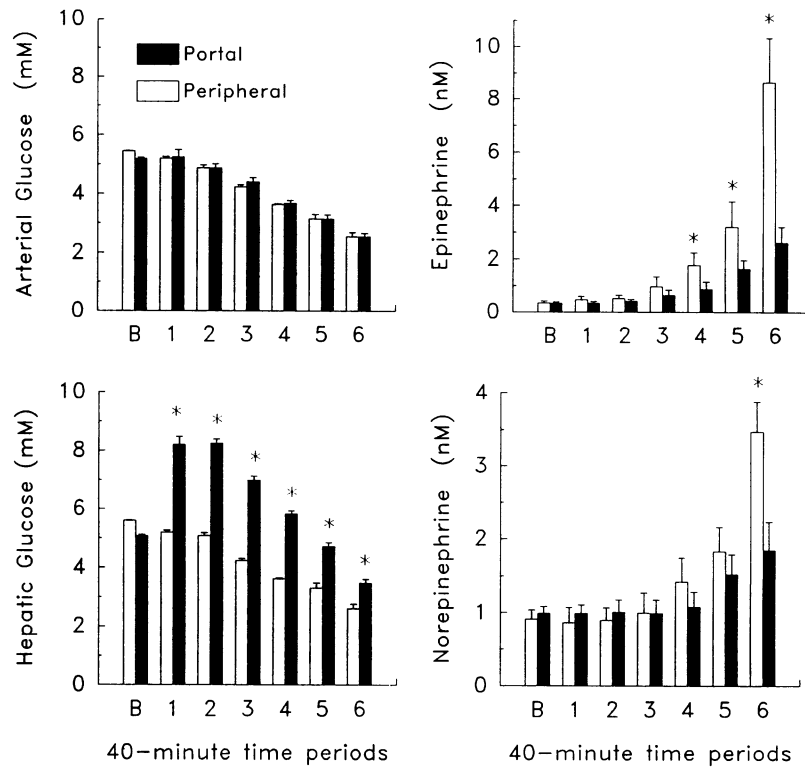 Arterial Glucose (mM)
10
8
6
4
2
0
Portal
Peripheral
B 1 2 3 4 5 6
Epinephrine (nM)
10
8
6
4
2
0
* * *
B 1 2 3 4 5 6
Hepatic Glucose (mM)
10
8
6
4
2
0
* * * * * *
B 1 2 3 4 5 6
40-minute time periods
Norepinephrine (nM)
4
3
2
1
0
*
B 1 2 3 4 5 6
40-minute time periods